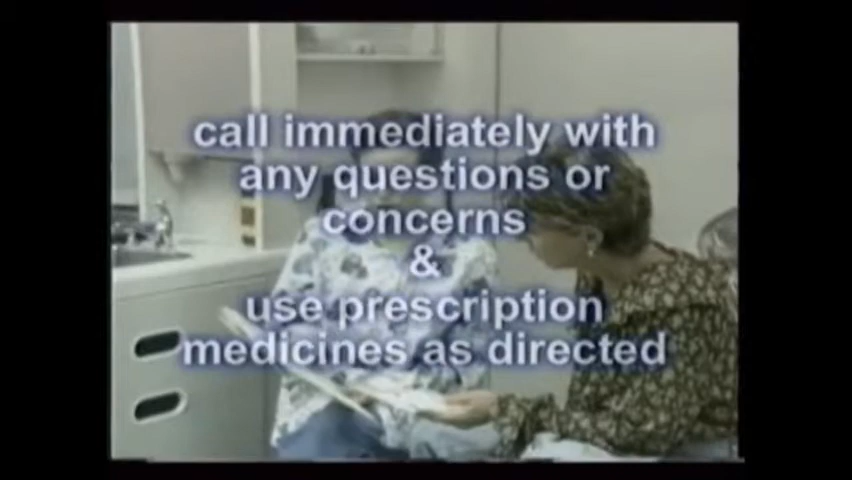 call immediately with
any questions or
concerns
&
use prescription
medicines as directed